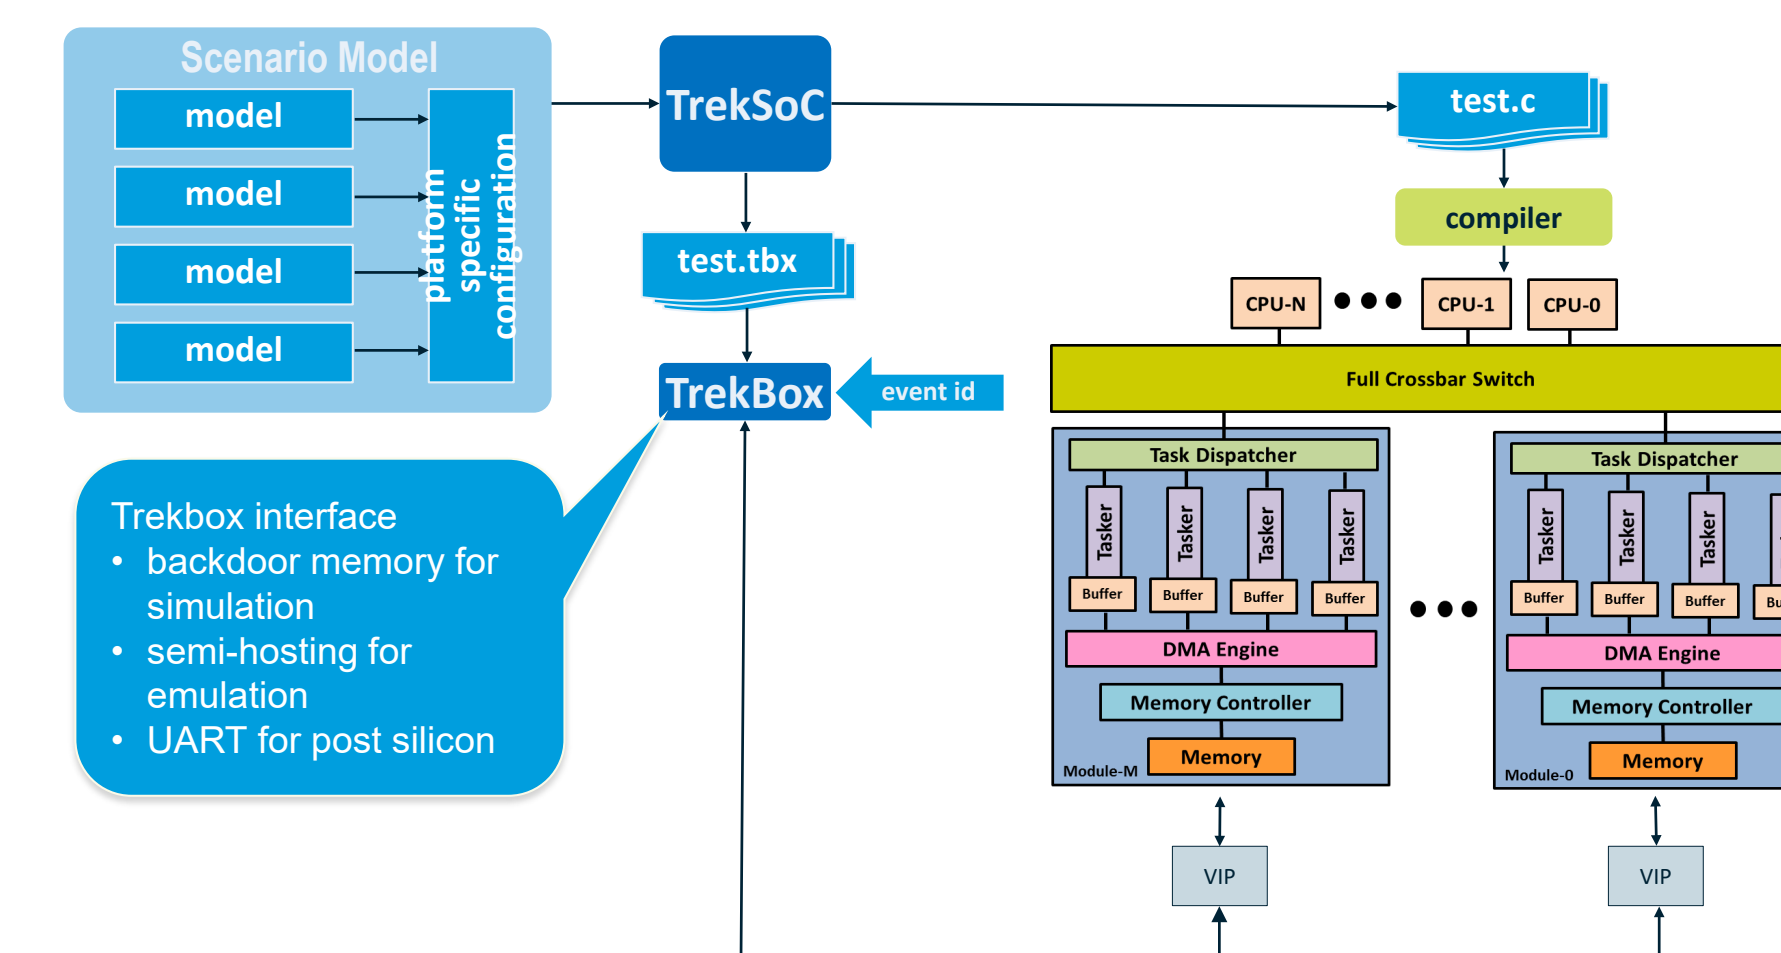 Scenario Model
model
model
model
model
platform
specific
configuration
TrekSoC
test.tbx
TrekBox
event id
Trekbox interface
• backdoor memory for
simulation
• semi-hosting for
emulation
• UART for post silicon
test.c
compiler
CPU-N
CPU-1
CPU-0
Full Crossbar Switch
Task Dispatcher
Tasker
Tasker
Tasker
Tasker
Buffer
Buffer
Buffer
Buffer
DMA Engine
Memory Controller
Memory
Module-M
VIP
Task Dispatcher
Tasker
Tasker
Tasker
Buffer
Buffer
Buffer
DMA Engine
Memory Controller
Memory
Module-0
VIP